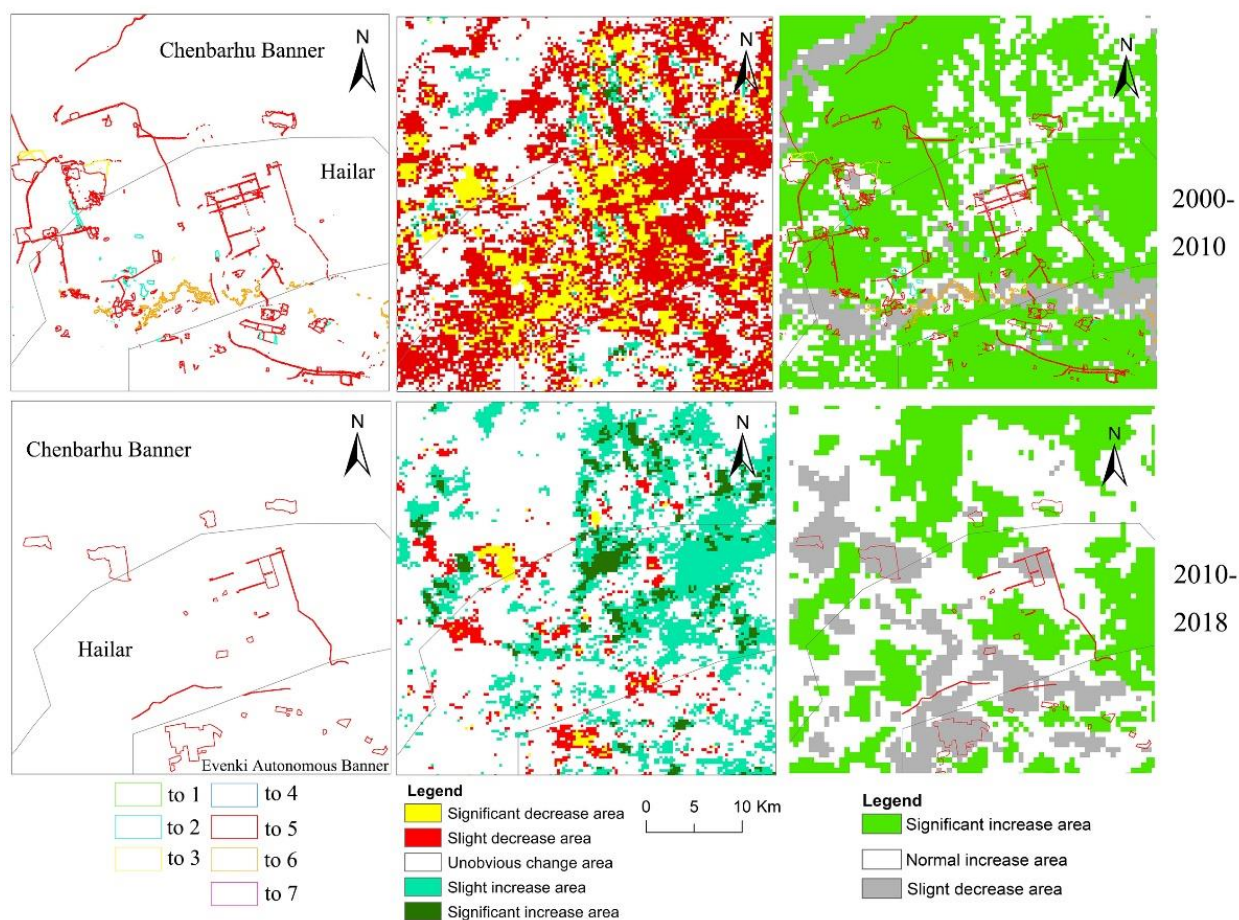 Chenbarhu Banner
N
Hailar
N
N
2000-
2010
Chenbarhu Banner
N
Hailar
Evenki Autonomous Banner
N
N
2010-
2018
to 1
to 4
to 2
to 5
to 3
to 6
to 7
Legend
Significant decrease area
Slight decrease area
Unobvious change area
Slight increase area
Significant increase area
0 5 10 Km
Legend
Significant increase area
Normal increase area
Slignt decrease area